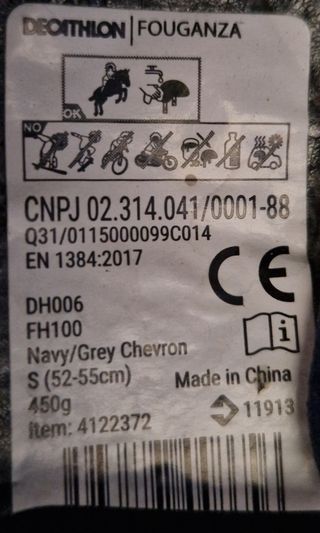 DECATHLON | FOUGANZA
OK
NO
CNPJ 02.314.041/0001-88
Q31/0115000099C014
EN 1384:2017
CE
DH006
FH100
Navy/Grey Chevron
S (52-55cm)
Made in China
450g
11913
Item: 4122372